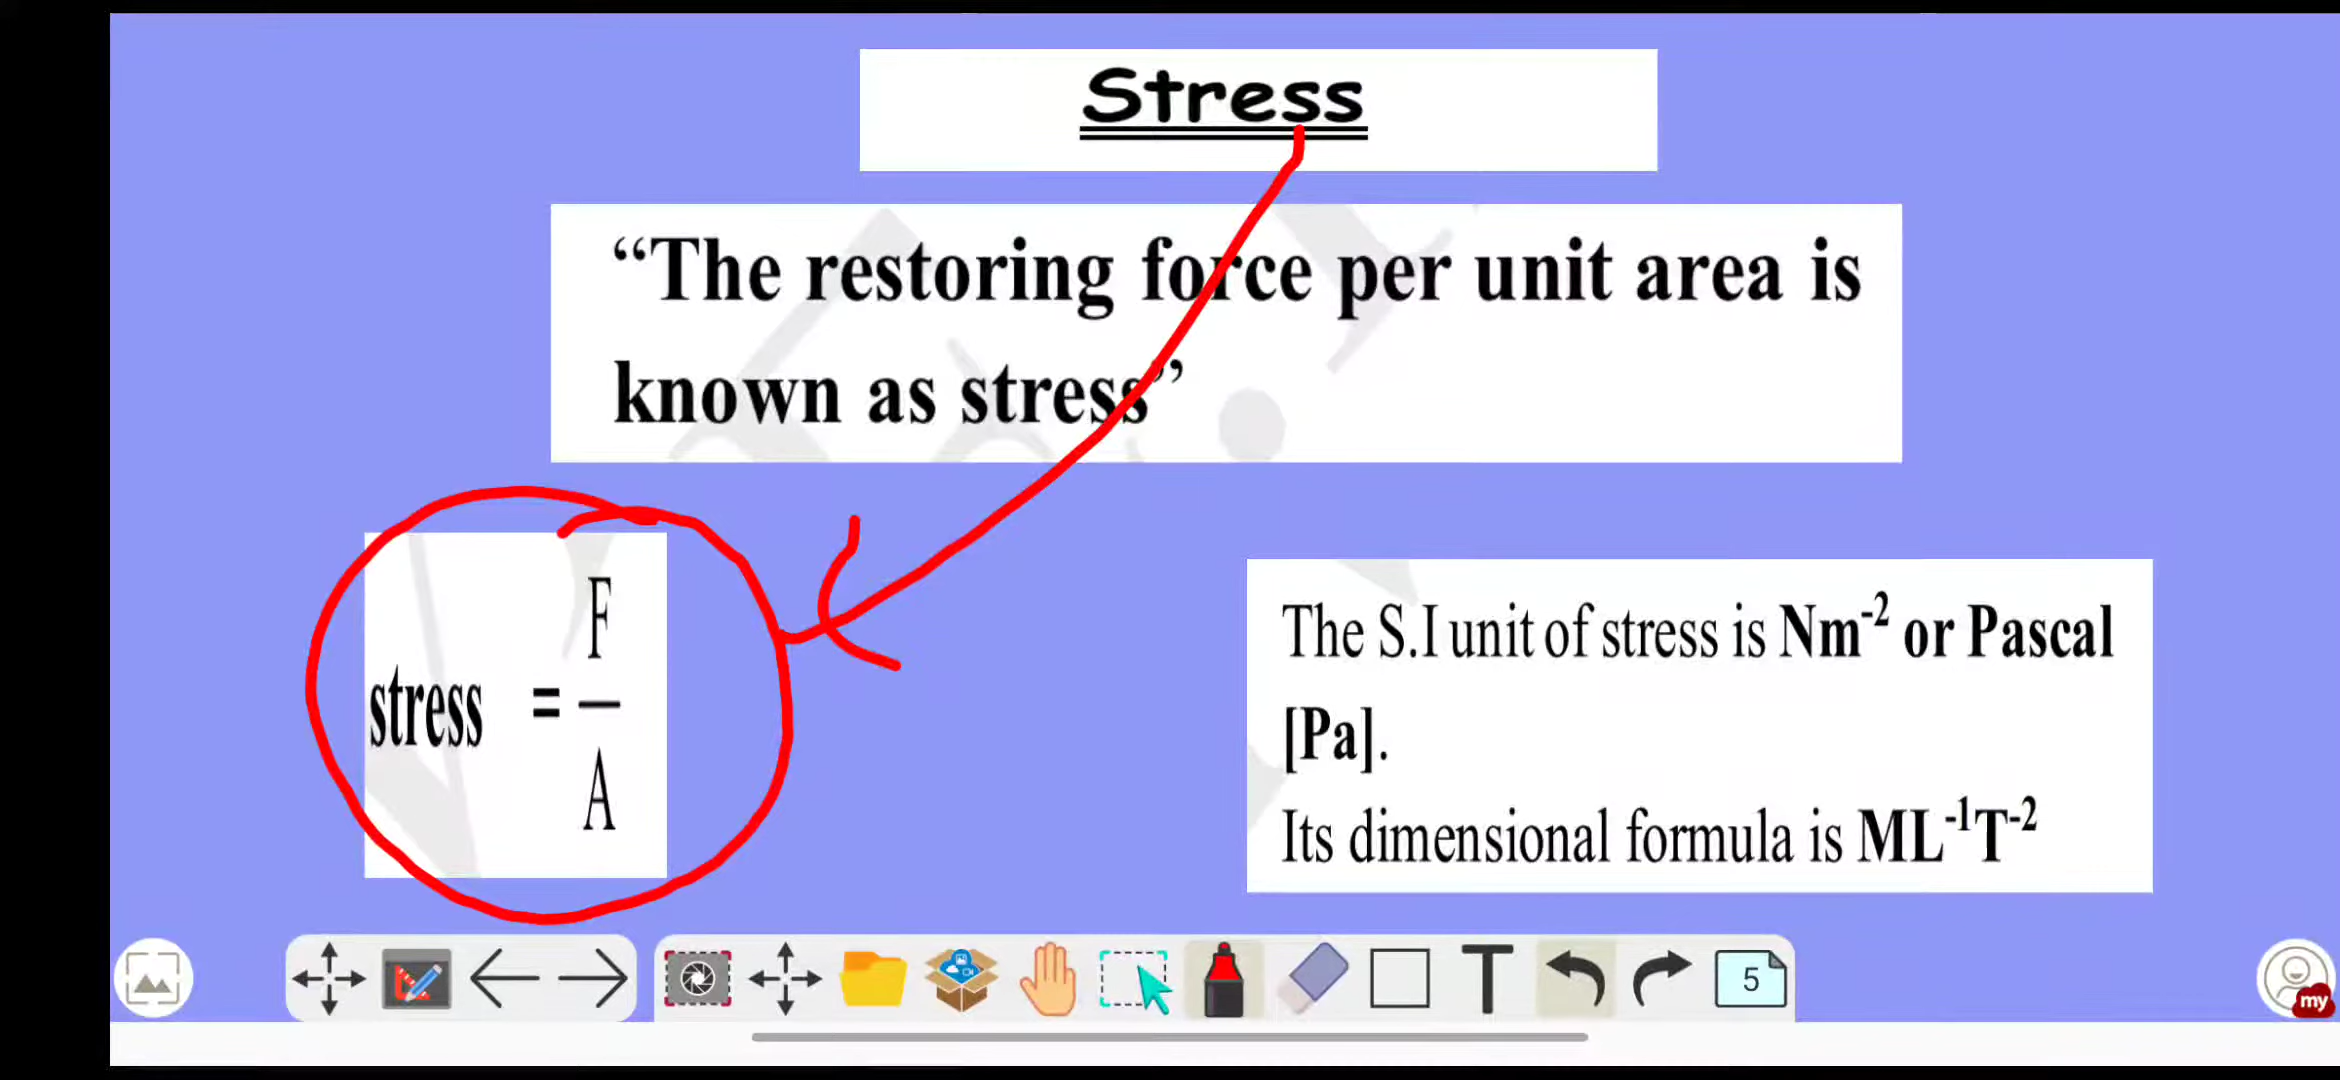 Stress
“The restoring force per unit area is
known as stress”
stress = F/A
The S.I unit of stress is Nm⁻² or Pascal
[Pa].
Its dimensional formula is ML⁻¹T⁻²
T
5
my